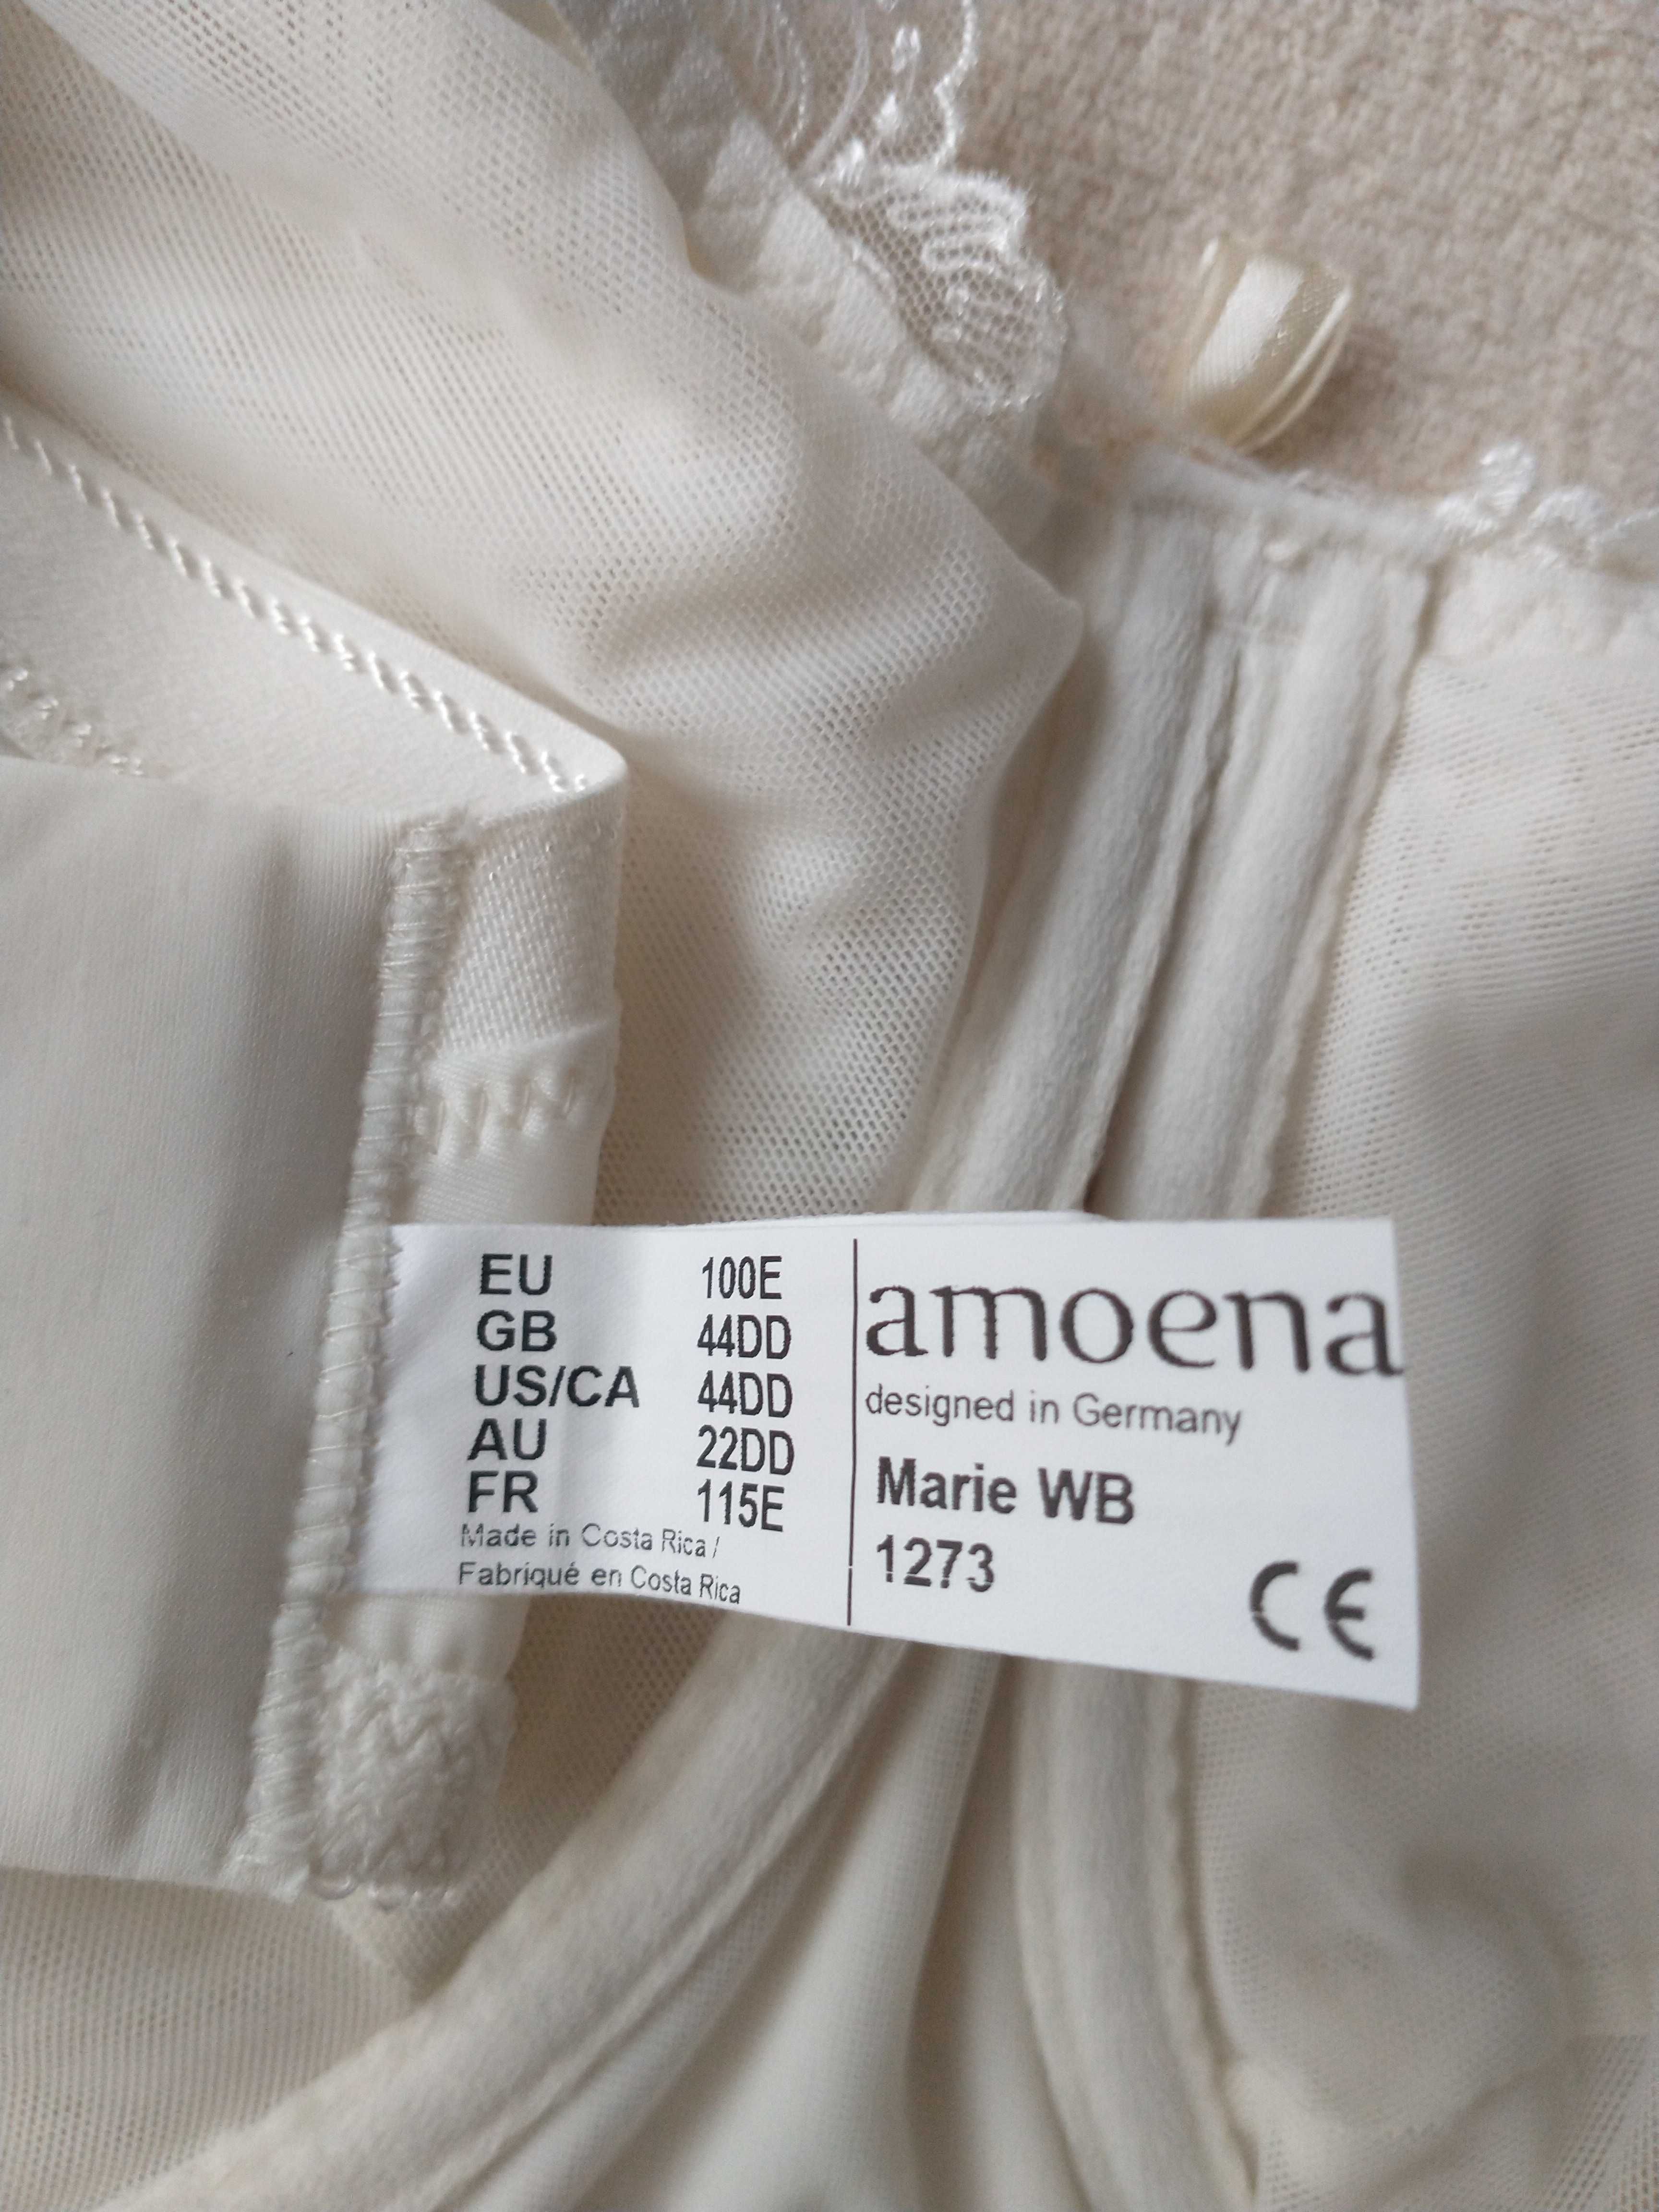 EU 100E
GB 44DD
US/CA 44DD
AU 22DD
FR 115E
Made in Costa Rica /
Fabriqué en Costa Rica
amoena
designed in Germany
Marie WB
1273
CE